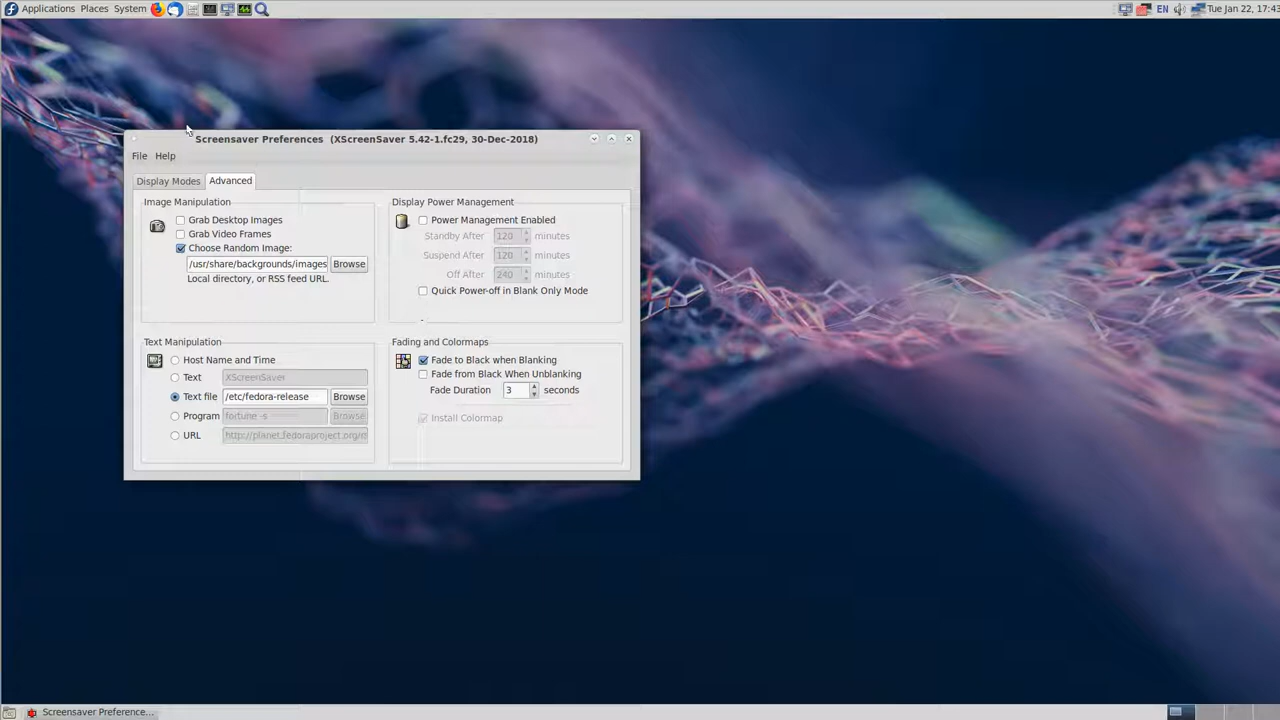 Applications Places System EN Tue Jan 22, 17:43
Screensaver Preferences (XScreenSaver 5.42-1.fc29, 30-Dec-2018)
File Help
Display Modes Advanced
Image Manipulation
Grab Desktop Images
Grab Video Frames
Choose Random Image:
/usr/share/backgrounds/images Browse
Local directory, or RSS feed URL.
Display Power Management
Power Management Enabled
Standby After 120 minutes
Suspend After 120 minutes
Off After 240 minutes
Quick Power-off in Blank Only Mode
Text Manipulation
Host Name and Time
Text XScreenSaver
Text file /etc/fedora-release Browse
Program fortune -s Browse
URL http://planet.fedoraproject.org/r
Fading and Colormaps
Fade to Black when Blanking
Fade from Black When Unblanking
Fade Duration 3 seconds
Install Colormap
Screensaver Preference...